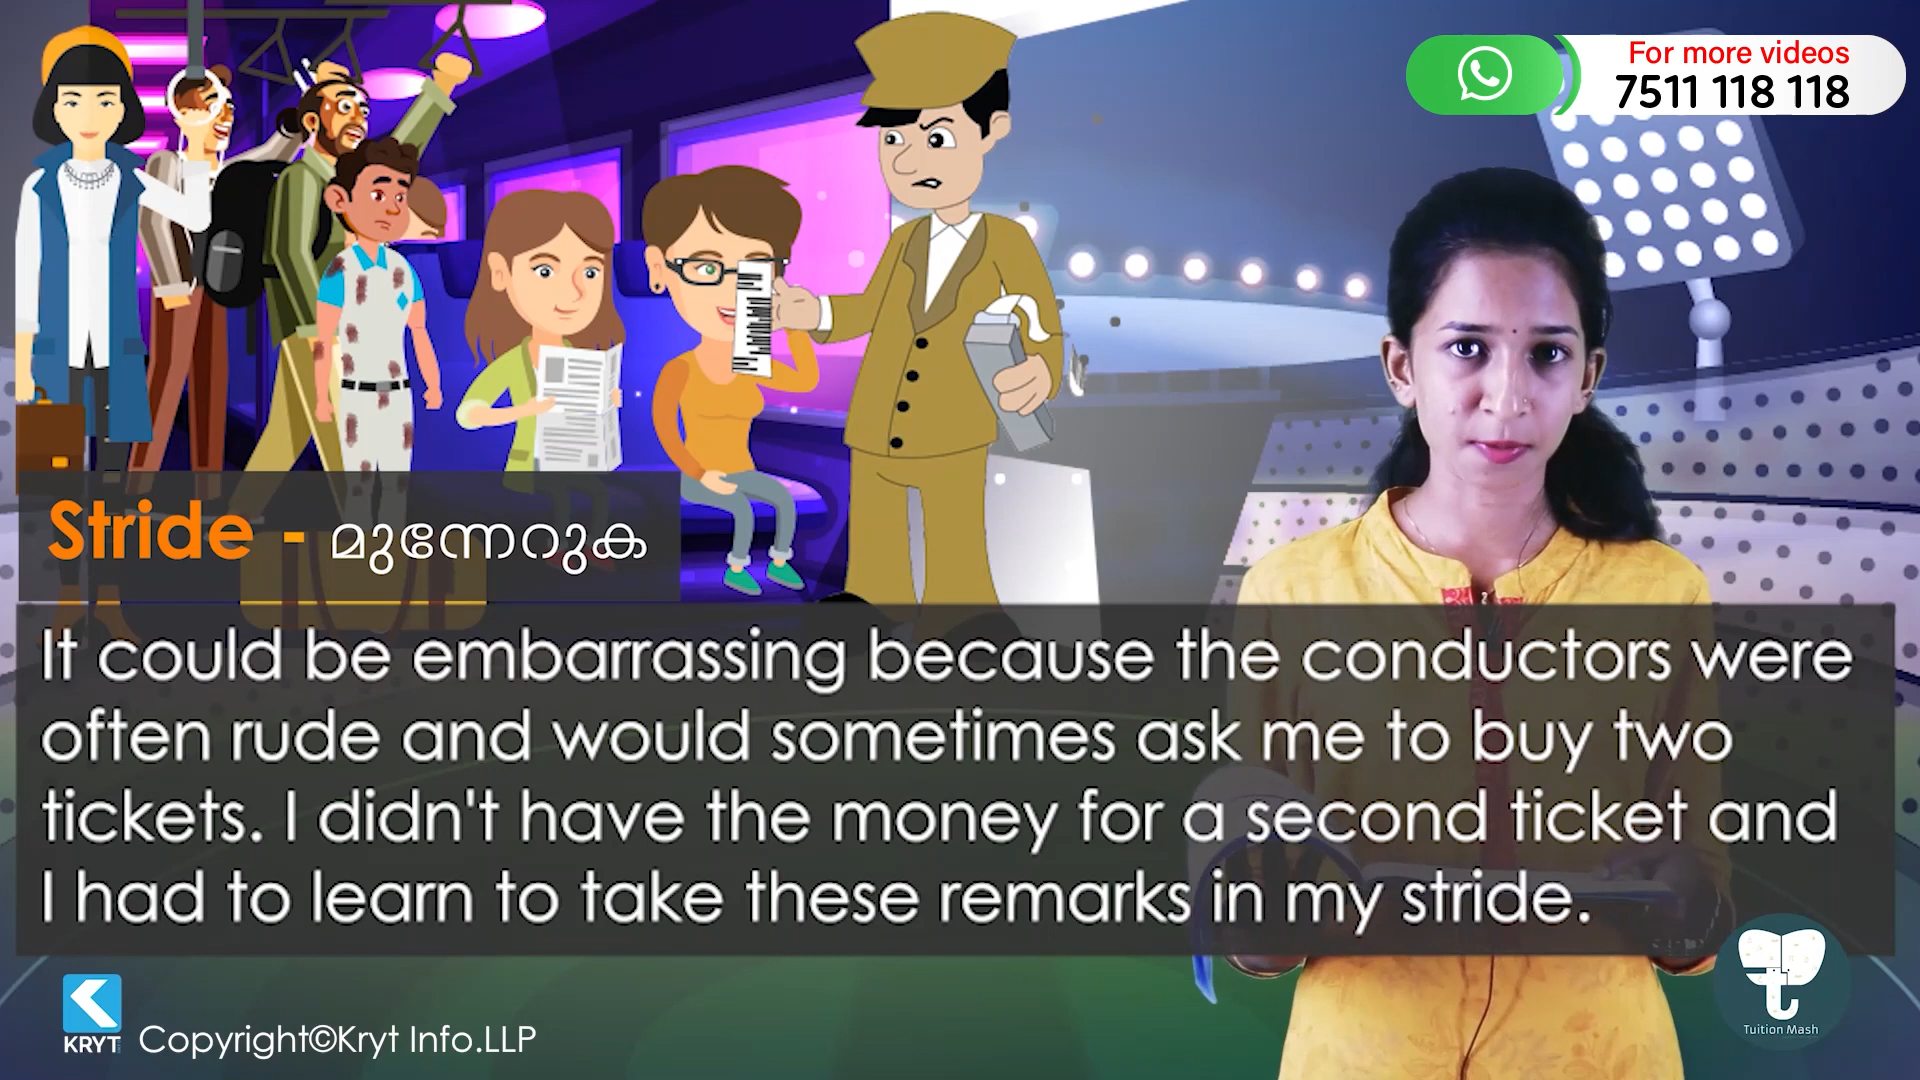 For more videos
7511 118 118
Stride - മുന്നേറുക
It could be embarrassing because the conductors were
often rude and would sometimes ask me to buy two
tickets. I didn't have the money for a second ticket and
I had to learn to take these remarks in my stride.
KRYT
Copyright©Kryt Info.LLP
Tuition Mash